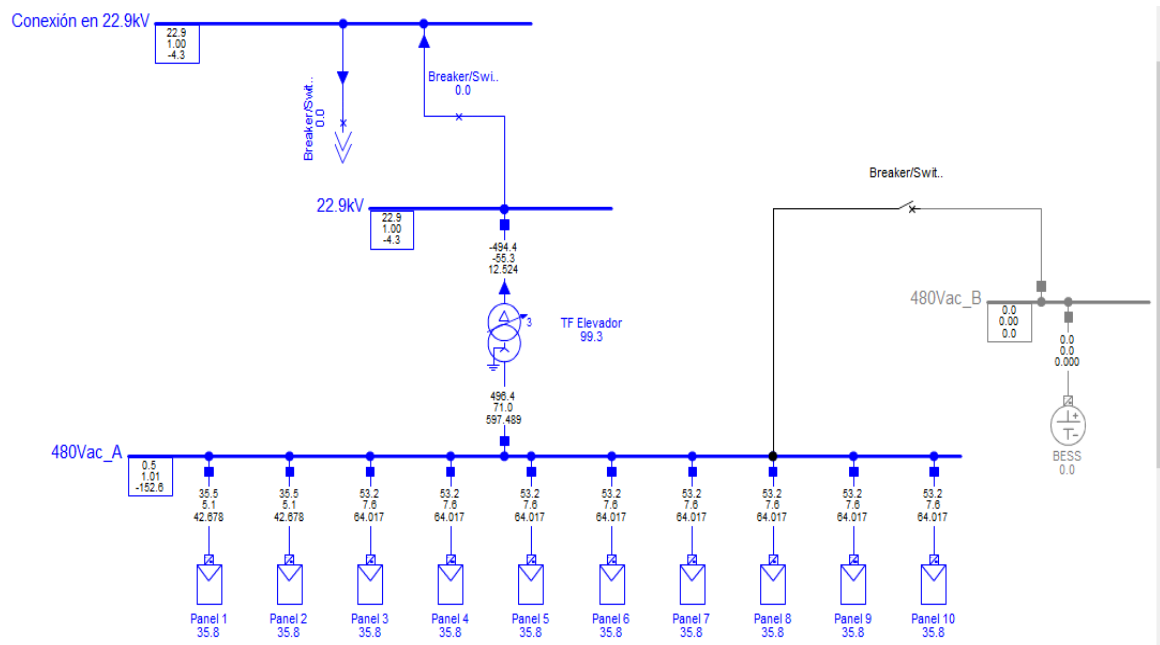 Conexión en 22.9kV
22.9
1.00
-4.3
Breaker/Swit..
0.0
Breaker/Swi..
0.0
Breaker/Swit..
22.9kV
22.9
1.00
-4.3
-494.4
-55.3
12.524
3
TF Elevador
99.3
496.4
71.0
597.489
480Vac_B
0.0
0.00
0.0
0.0
0.0
0.000
BESS
0.0
480Vac_A
0.5
1.01
-152.6
35.5 35.5 53.2 53.2 53.2 53.2 53.2 53.2 53.2 53.2
5.1 5.1 7.6 7.6 7.6 7.6 7.6 7.6 7.6 7.6
42.678 42.678 64.017 64.017 64.017 64.017 64.017 64.017 64.017 64.017
Panel 1 Panel 2 Panel 3 Panel 4 Panel 5 Panel 6 Panel 7 Panel 8 Panel 9 Panel 10
35.8 35.8 35.8 35.8 35.8 35.8 35.8 35.8 35.8 35.8